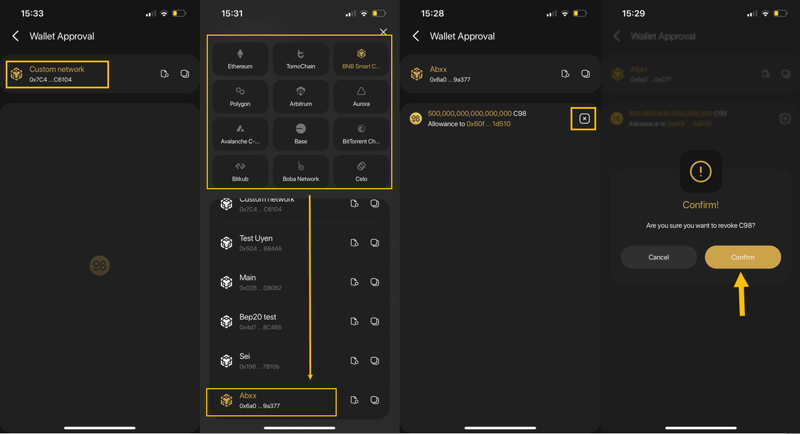 15:33
Wallet Approval
Custom network
0x7C4 ... C6104
98
15:31
Ethereum
TomoChain
BNB Smart C...
Polygon
Arbitrum
Aurora
Avalanche C-...
Base
BitTorrent Ch...
Bitkub
Boba Network
Celo
Custom network
0x7C4 ... C6104
Test Uyen
0x504 ... 884A5
Main
0x028 ... 080B2
Bep20 test
0x4d7 ... 8C485
Sei
0x198 ... 7B10b
Abxx
0x6a0 ... 9a377
15:28
Wallet Approval
Abxx
0x6a0 ... 9a377
98
500,000,000,000,000,000 C98
Allowance to 0x60f ... 1d510
15:29
Wallet Approval
Abxx
0x6a0 ... 9a377
98
500,000,000,000,000,000 C98
Allowance to 0x60f ... 1d510
Confirm!
Are you sure you want to revoke C98?
Cancel
Confirm